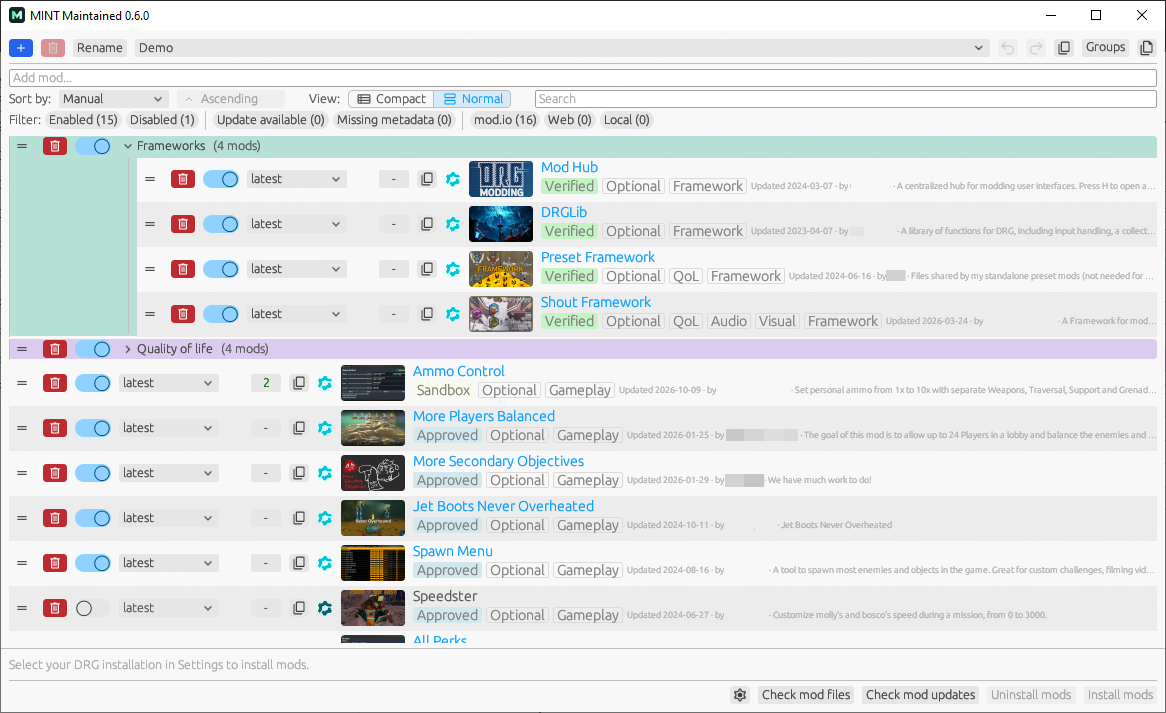 MINT Maintained 0.6.0
Rename Demo Groups
Add mod...
Sort by: Manual Ascending View: Compact Normal Search
Filter: Enabled (15) Disabled (1) Update available (0) Missing metadata (0) mod.io (16) Web (0) Local (0)
Frameworks (4 mods)
latest - DRG MODDING Mod Hub
Verified Optional Framework Updated 2024-03-07 · by · A centralized hub for modding user interfaces. Press H to open a...
latest - DRGLib
Verified Optional Framework Updated 2023-04-07 · by · A library of functions for DRG, including input handling, a collect...
latest - FRAMEWORK Preset Framework
Verified Optional QoL Framework Updated 2024-06-16 · by · Files shared by my standalone preset mods (not needed for ...
latest - Shout Framework
Verified Optional QoL Audio Visual Framework Updated 2026-03-24 · by · A Framework for mod...
Quality of life (4 mods)
latest 2 Ammo Control
Sandbox Optional Gameplay Updated 2026-10-09 · by · Set personal ammo from 1x to 10x with separate Weapons, Traversal, Support and Grenad...
latest - More Players Balanced
Approved Optional Gameplay Updated 2026-01-25 · by · The goal of this mod is to allow up to 24 Players in a lobby and balance the enemies and ...
latest - More Secondary Objectives
Approved Optional Gameplay Updated 2026-01-29 · by · We have much work to do!
latest - Never Overheated Jet Boots Never Overheated
Approved Optional Gameplay Updated 2024-10-11 · by · Jet Boots Never Overheated
latest - Spawn Menu
Approved Optional Gameplay Updated 2024-08-16 · by · A tool to spawn most enemies and objects in the game. Great for custom challenges, filming vid...
latest - Speedster
Approved Optional Gameplay Updated 2024-06-27 · by · Customize molly's and bosco's speed during a mission, from 0 to 3000.
All Perks
Select your DRG installation in Settings to install mods.
Check mod files Check mod updates Uninstall mods Install mods